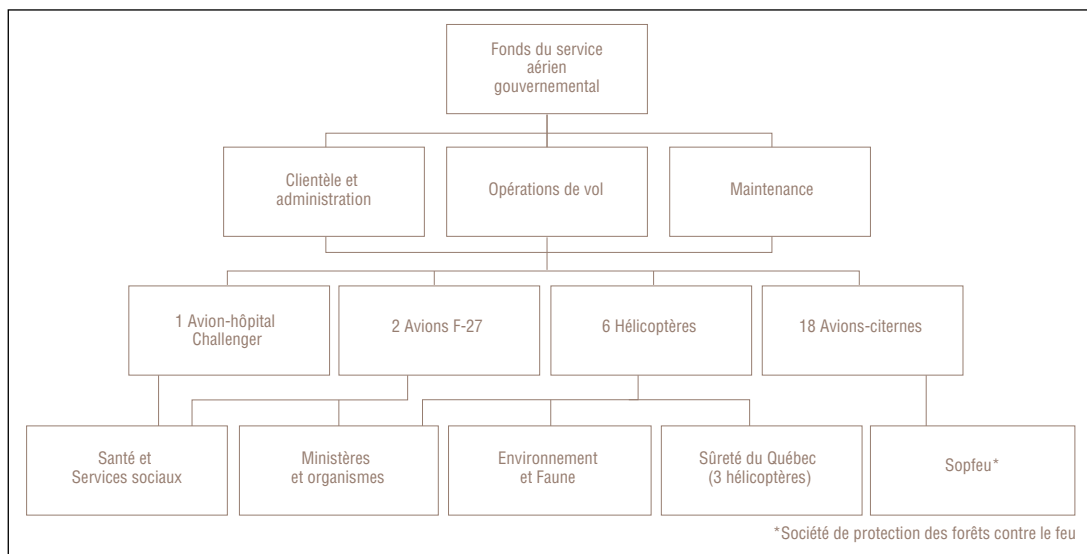 Fonds du service
aérien
gouvernemental
Clientèle et
administration
Opérations de vol
Maintenance
1 Avion-hôpital
Challenger
2 Avions F-27
6 Hélicoptères
18 Avions-citernes
Santé et
Services sociaux
Ministères
et organismes
Environnement
et Faune
Sûreté du Québec
(3 hélicoptères)
Sopfeu*
*Société de protection des forêts contre le feu